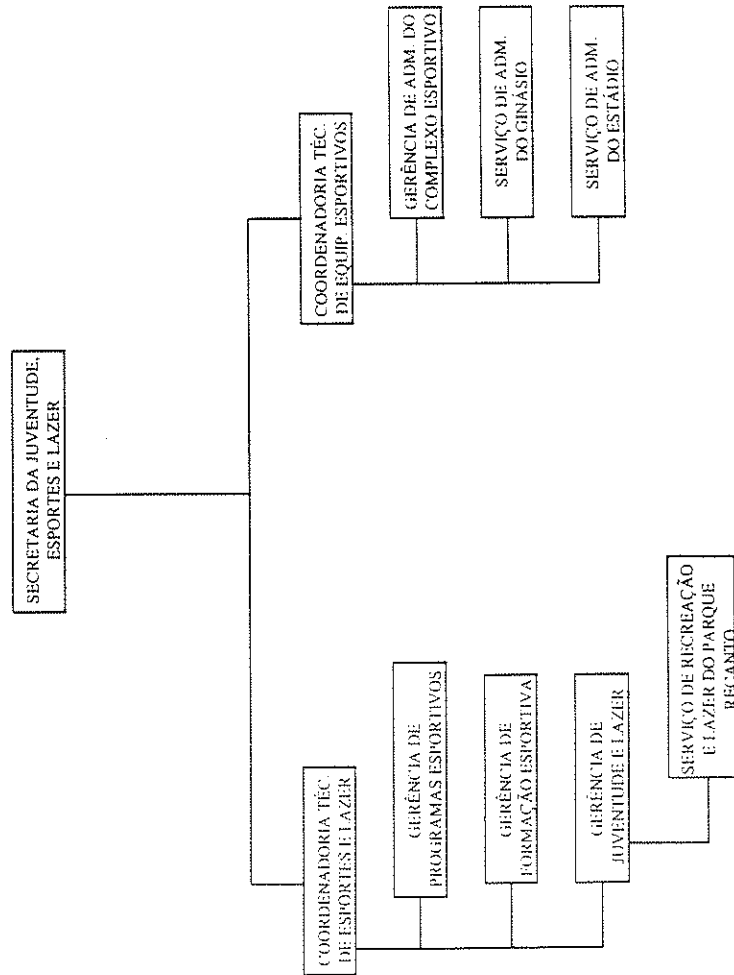 SECRETARIA DA JUVENTUDE,
ESPORTES E LAZER
COORDENADORIA TÉC.
DE ESPORTES E LAZER
GERÊNCIA DE
PROGRAMAS ESPORTIVOS
GERÊNCIA DE
FORMAÇÃO ESPORTIVA
GERÊNCIA DE
JUVENTUDE E LAZER
SERVIÇO DE RECREAÇÃO
E LAZER DO PARQUE
RECANTO
COORDENADORIA TÉC.
DE EQUIP. ESPORTIVOS
GERÊNCIA DE ADM. DO
COMPLEXO ESPORTIVO
SERVIÇO DE ADM.
DO GINÁSIO
SERVIÇO DE ADM.
DO ESTÁDIO